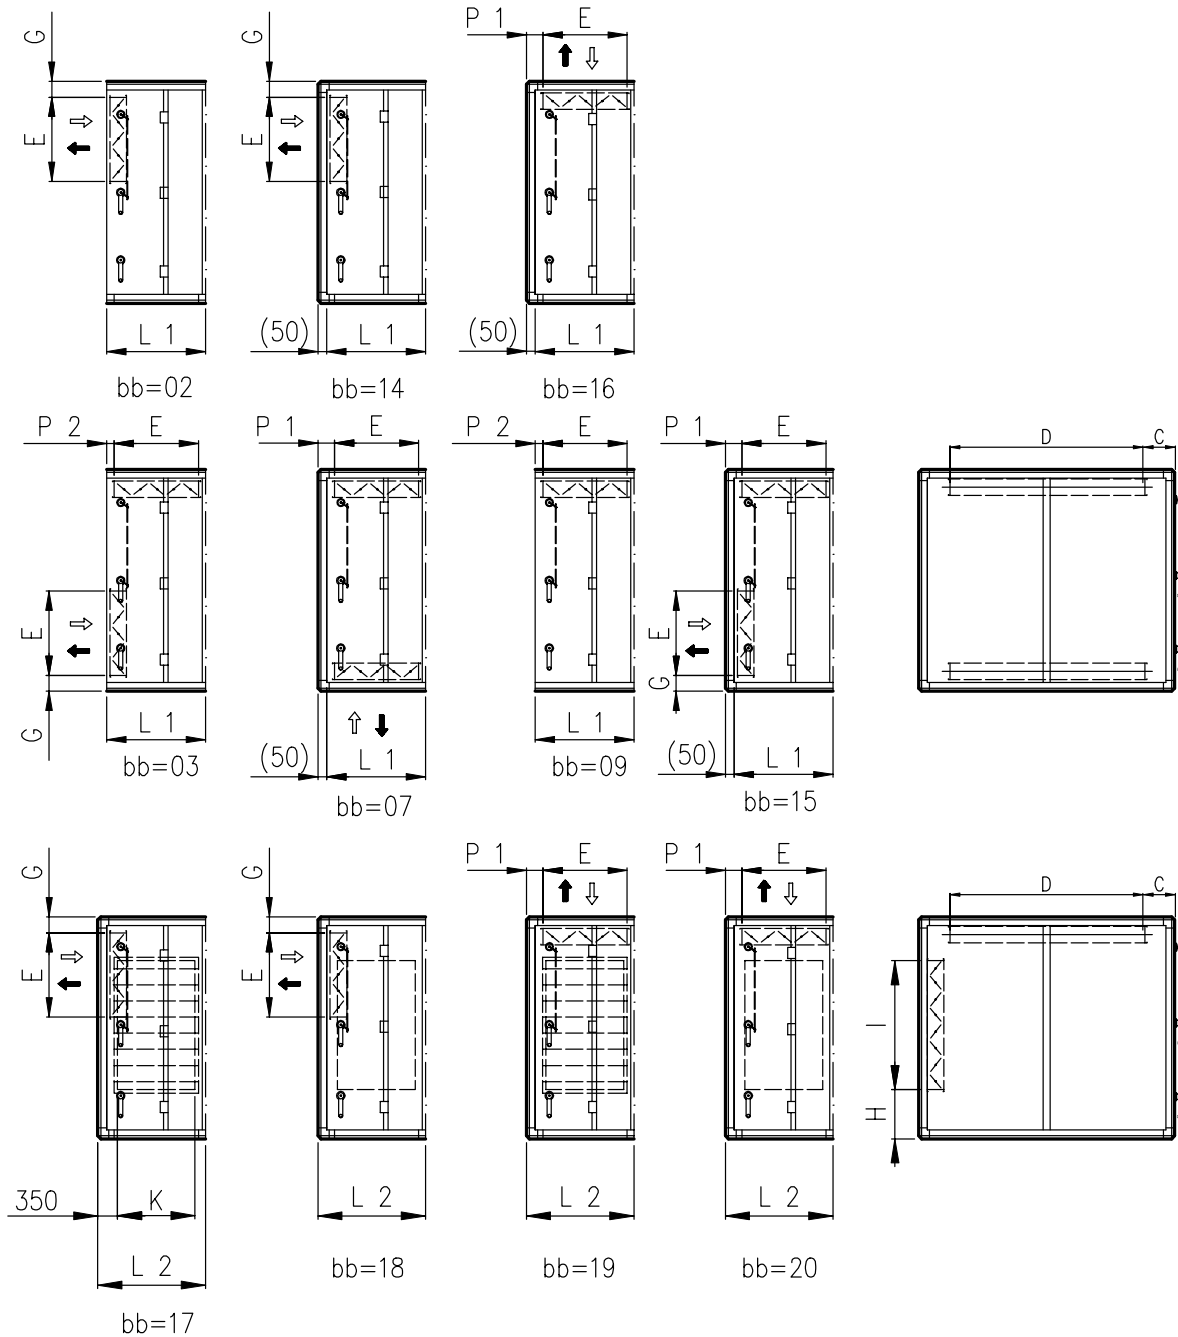 G
G
P 1 E
E
E
L 1
(50) L 1
(50) L 1
bb=02
bb=14
bb=16
P 2 E
P 1 E
P 2 E
P 1 E
D C
E
E
G
G
L 1
(50) L 1
L 1
(50) L 1
bb=03
bb=07
bb=09
bb=15
G
G
P 1 E
P 1 E
D C
E
E
I
H
350 K
L 2
L 2
L 2
L 2
bb=17
bb=18
bb=19
bb=20